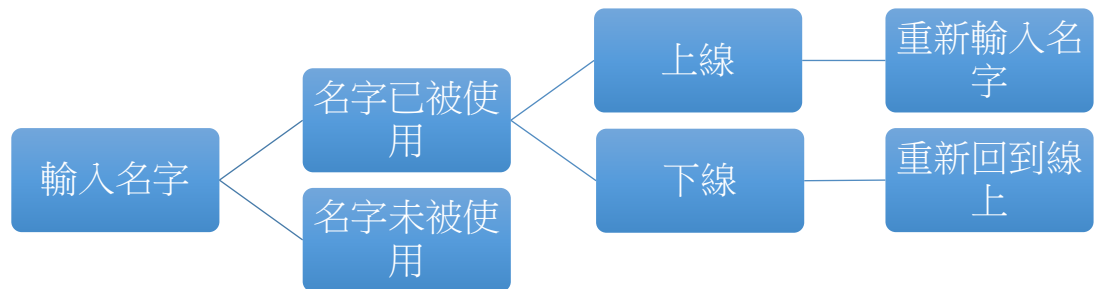 輸入名字
名字已被使
用
名字未被使
用
上線
下線
重新輸入名
字
重新回到線
上